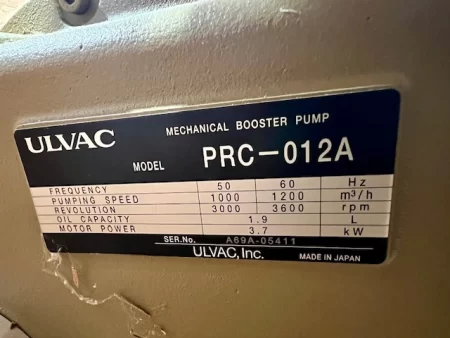 ULVAC MECHANICAL BOOSTER PUMP
MODEL PRC-012A
FREQUENCY 50 60 Hz
PUMPING SPEED 1000 1200 m³/h
REVOLUTION 3000 3600 rpm
OIL CAPACITY 1.9 L
MOTOR POWER 3.7 kW
SER.No. A69A-05411
ULVAC, Inc. MADE IN JAPAN